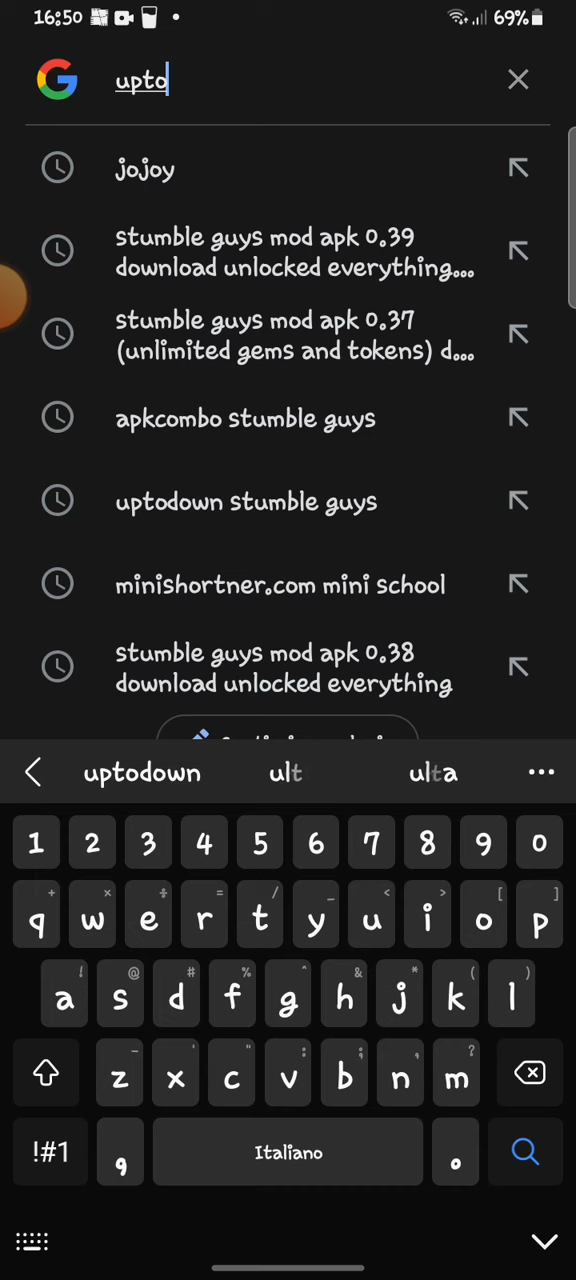 16:50 69%
upto
jojoy
stumble guys mod apk 0.39
download unlocked everything...
stumble guys mod apk 0.37
(unlimited gems and tokens) d...
apkcombo stumble guys
uptodown stumble guys
minishortner.com mini school
stumble guys mod apk 0.38
download unlocked everything
uptodown ult ulta
1 2 3 4 5 6 7 8 9 0
+ × ÷ = / _ < > [ ]
q w e r t y u i o p
! @ # % ^ & * ( )
a s d f g h j k l
- ' " : ; , ?
z x c v b n m
!#1 , Italiano .